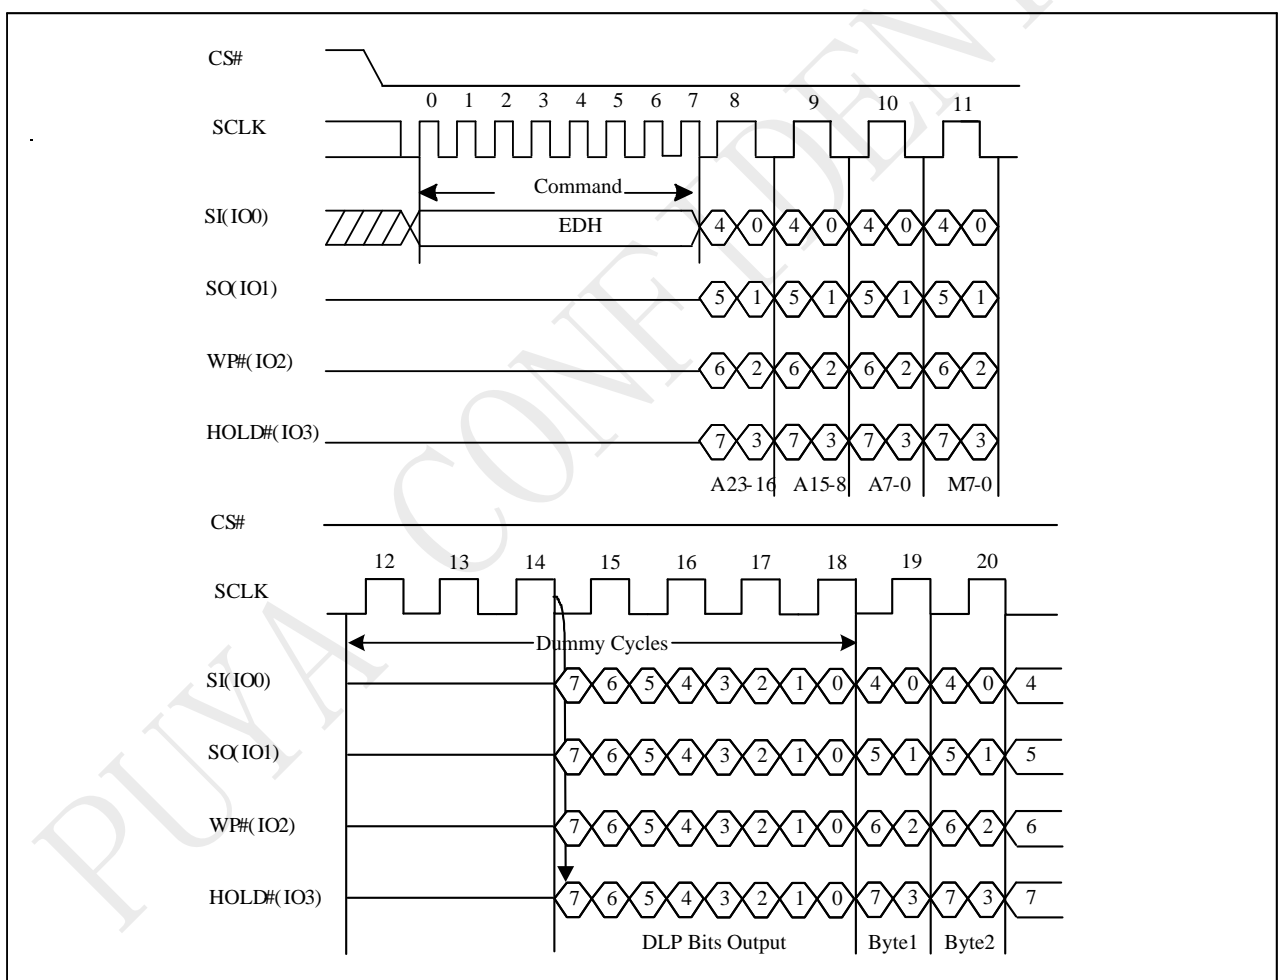 CS#
0 1 2 3 4 5 6 7 8 9 10 11
SCLK
Command
SI(IO0) EDH 4 0 4 0 4 0 4 0
SO(IO1) 5 1 5 1 5 1 5 1
WP#(IO2) 6 2 6 2 6 2 6 2
HOLD#(IO3) 7 3 7 3 7 3 7 3
A23-16 A15-8 A7-0 M7-0
CS#
12 13 14 15 16 17 18 19 20
SCLK
Dummy Cycles
SI(IO0) 7 6 5 4 3 2 1 0 4 0 4 0 4
SO(IO1) 7 6 5 4 3 2 1 0 5 1 5 1 5
WP#(IO2) 7 6 5 4 3 2 1 0 6 2 6 2 6
HOLD#(IO3) 7 6 5 4 3 2 1 0 7 3 7 3 7
DLP Bits Output Byte1 Byte2
PUYA CONFIDENT